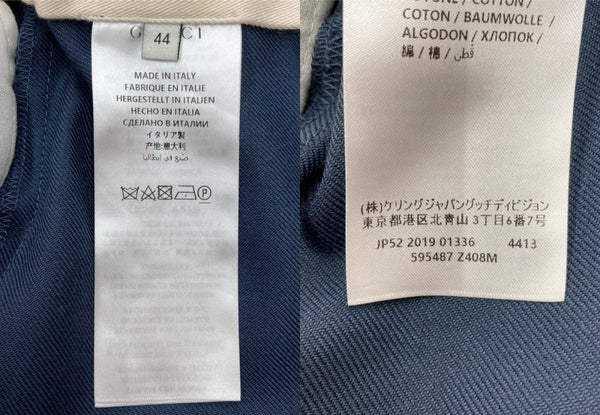 44
MADE IN ITALY
FABRIQUÉ EN ITALIE
HERGESTELLT IN ITALIEN
HECHO EN ITALIA
СДЕЛАНО В ИТАЛИИ
イタリア製
产地:意大利
صنع في إيطاليا
COTONE / COTTON /
COTON / BAUMWOLLE /
ALGODON / ХЛОПОК /
綿 / 棉 / قطن
(株)ケリングジャパングッチディビジョン
東京都港区北青山3丁目6番7号
JP52 2019 01336 4413
595487 Z408M